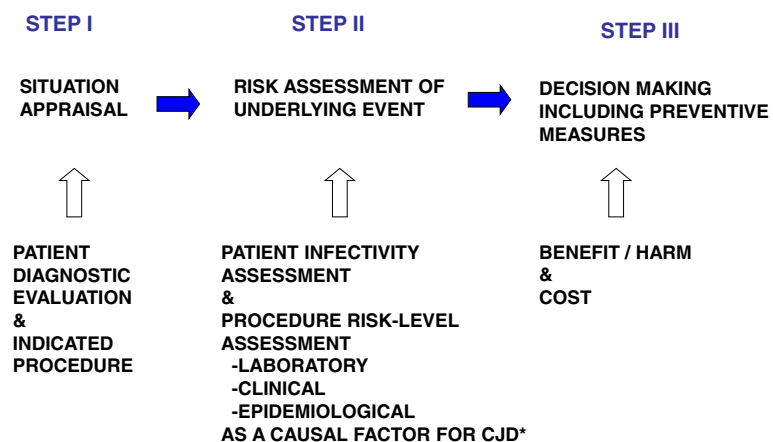 STEP I
STEP II
STEP III
SITUATION
APPRAISAL
RISK ASSESSMENT OF
UNDERLYING EVENT
DECISION MAKING
INCLUDING PREVENTIVE
MEASURES
PATIENT
DIAGNOSTIC
EVALUATION
&
INDICATED
PROCEDURE
PATIENT INFECTIVITY
ASSESSMENT
&
PROCEDURE RISK-LEVEL
ASSESSMENT
-LABORATORY
-CLINICAL
-EPIDEMIOLOGICAL
AS A CAUSAL FACTOR FOR CJD*
BENEFIT / HARM
&
COST